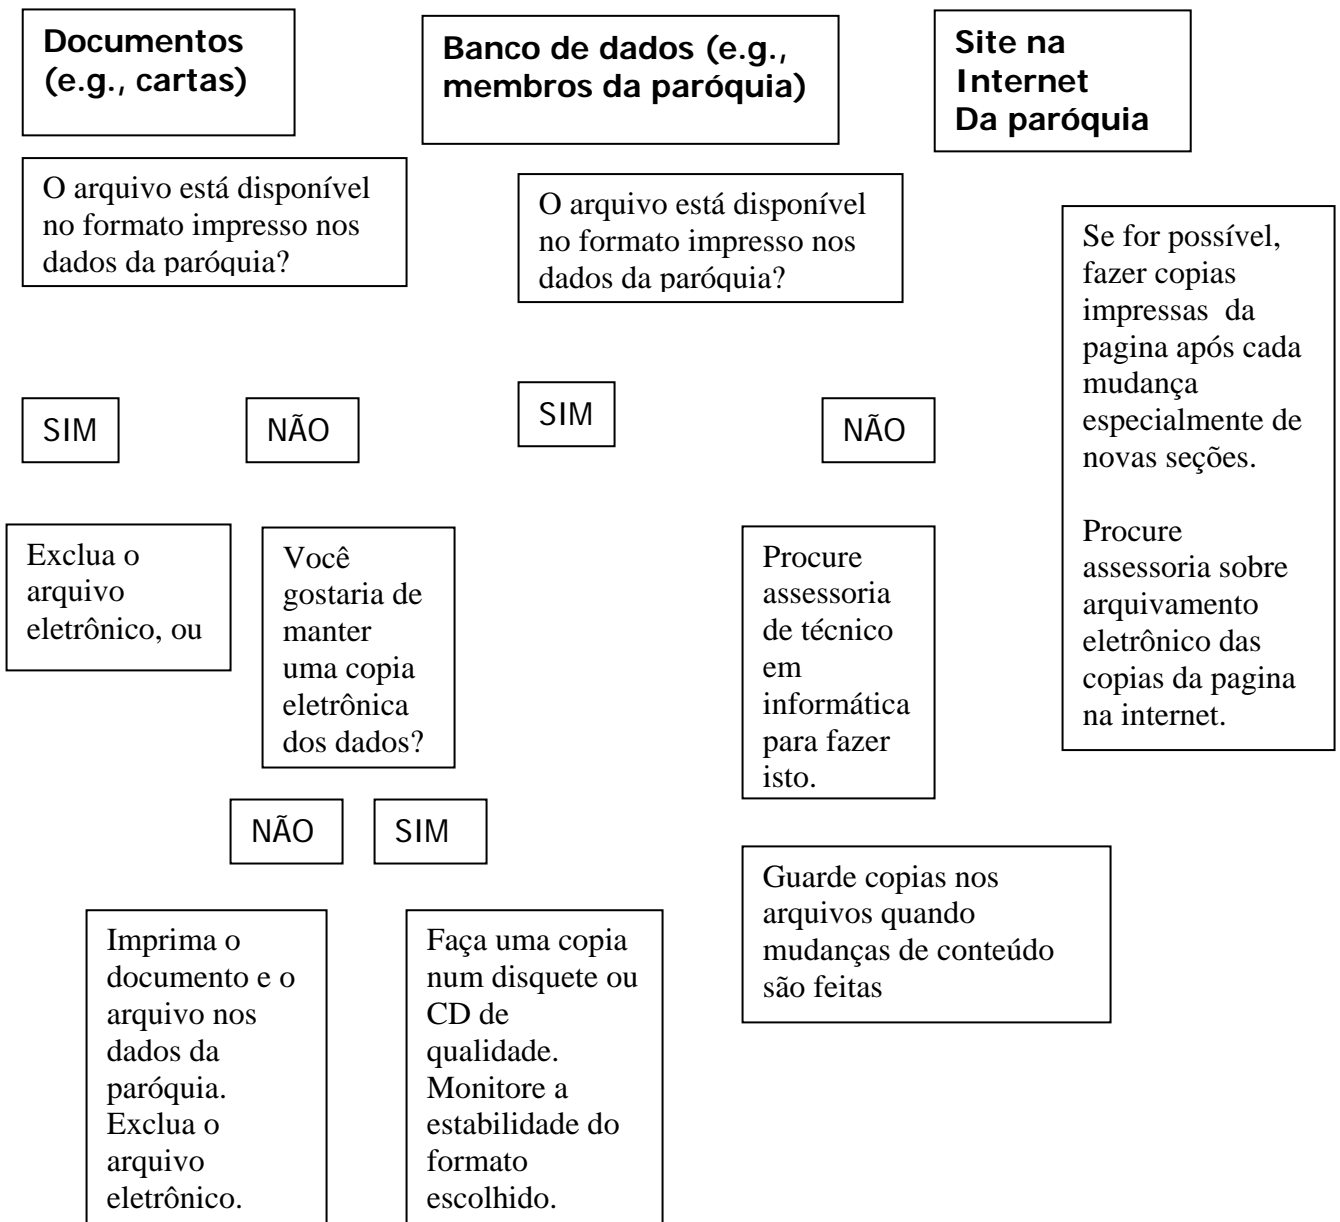 Documentos
(e.g., cartas)
Banco de dados (e.g.,
membros da paróquia)
Site na
Internet
Da paróquia
O arquivo está disponível
no formato impresso nos
dados da paróquia?
O arquivo está disponível
no formato impresso nos
dados da paróquia?
Se for possível,
fazer copias
impressas da
pagina após cada
mudança
especialmente de
novas seções.
Procure
assessoria sobre
arquivamento
eletrônico das
copias da pagina
na internet.
SIM
NÃO
SIM
NÃO
Exclua o
arquivo
eletrônico, ou
Você
gostaria de
manter
uma copia
eletrônica
dos dados?
Procure
assessoria
de técnico
em
informática
para fazer
isto.
NÃO
SIM
Guarde copias nos
arquivos quando
mudanças de conteúdo
são feitas
Imprima o
documento e o
arquivo nos
dados da
paróquia.
Exclua o
arquivo
eletrônico.
Faça uma copia
num disquete ou
CD de
qualidade.
Monitore a
estabilidade do
formato
escolhido.